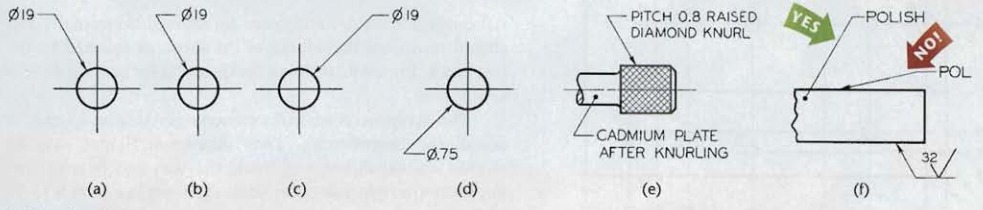 Ø19
Ø19
Ø19
Ø.75
PITCH 0.8 RAISED
DIAMOND KNURL
CADMIUM PLATE
AFTER KNURLING
YES
POLISH
NO!
POL
32
(a)
(b)
(c)
(d)
(e)
(f)